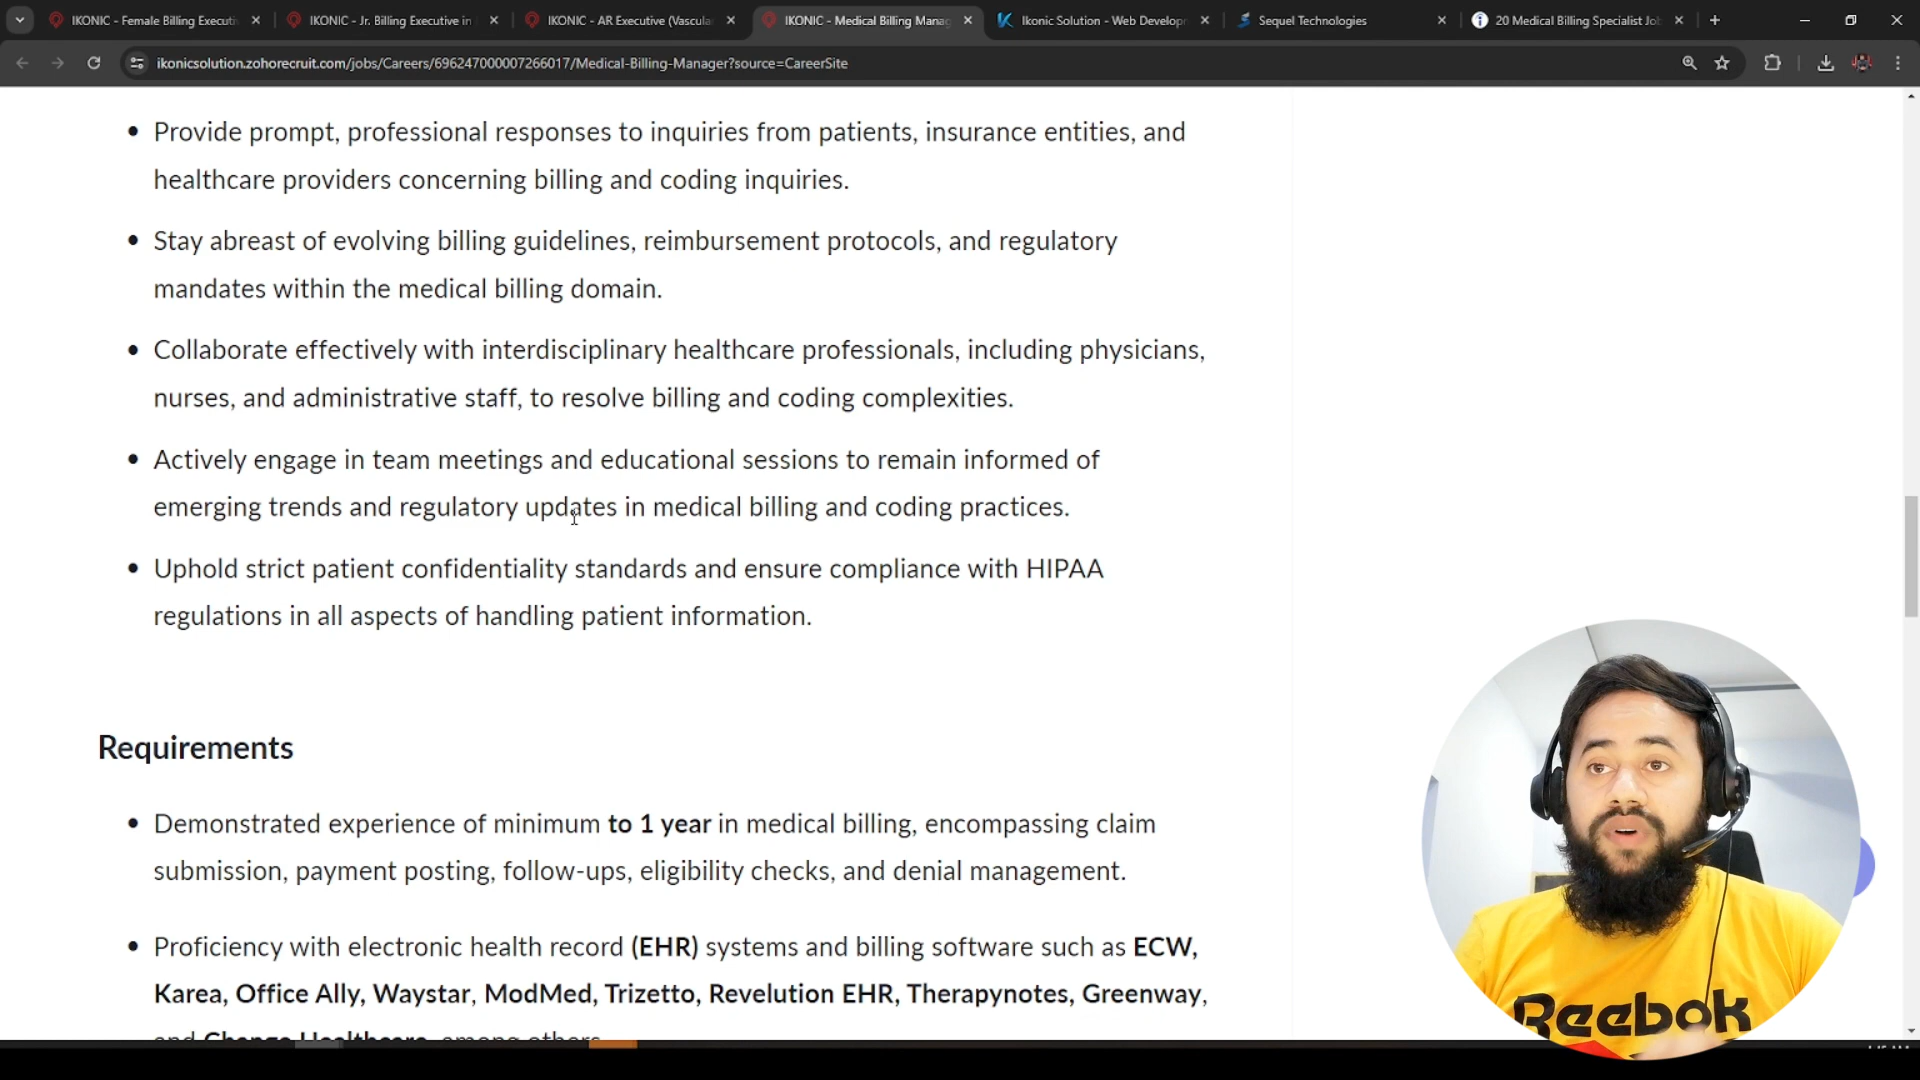 IKONIC - Female Billing Executi
IKONIC - Jr. Billing Executive in
IKONIC - AR Executive (Vascula
IKONIC - Medical Billing Manag
Ikonic Solution - Web Develop
Sequel Technologies
20 Medical Billing Specialist Jo
ikonicsolution.zohorecruit.com/jobs/Careers/696247000007266017/Medical-Billing-Manager?source=CareerSite
• Provide prompt, professional responses to inquiries from patients, insurance entities, and
healthcare providers concerning billing and coding inquiries.
• Stay abreast of evolving billing guidelines, reimbursement protocols, and regulatory
mandates within the medical billing domain.
• Collaborate effectively with interdisciplinary healthcare professionals, including physicians,
nurses, and administrative staff, to resolve billing and coding complexities.
• Actively engage in team meetings and educational sessions to remain informed of
emerging trends and regulatory updates in medical billing and coding practices.
• Uphold strict patient confidentiality standards and ensure compliance with HIPAA
regulations in all aspects of handling patient information.
Requirements
• Demonstrated experience of minimum to 1 year in medical billing, encompassing claim
submission, payment posting, follow-ups, eligibility checks, and denial management.
• Proficiency with electronic health record (EHR) systems and billing software such as ECW,
Karea, Office Ally, Waystar, ModMed, Trizetto, Revelution EHR, Therapynotes, Greenway,
and Change Healthcare, among others.
Reebok